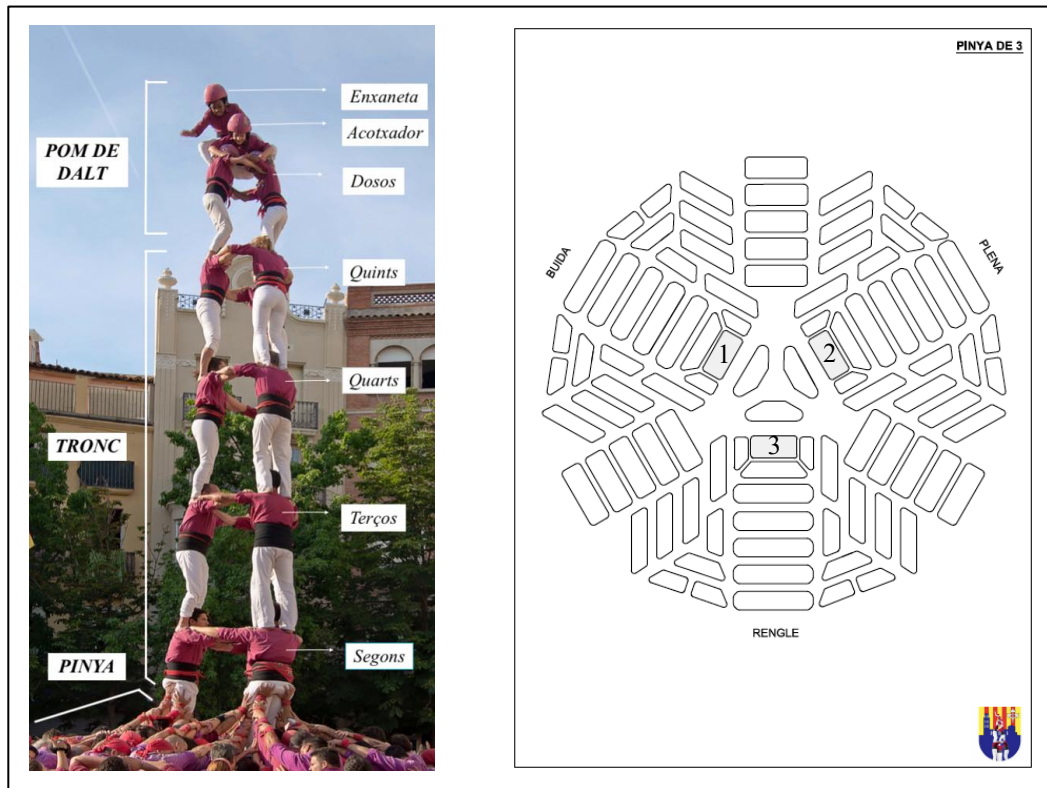 Enxaneta
Acotxador
POM DE
DALT
Dosos
Quints
Quarts
TRONC
Terços
Segons
PINYA
PINYA DE 3
BUIDA
PLENA
1
2
3
RENGLE